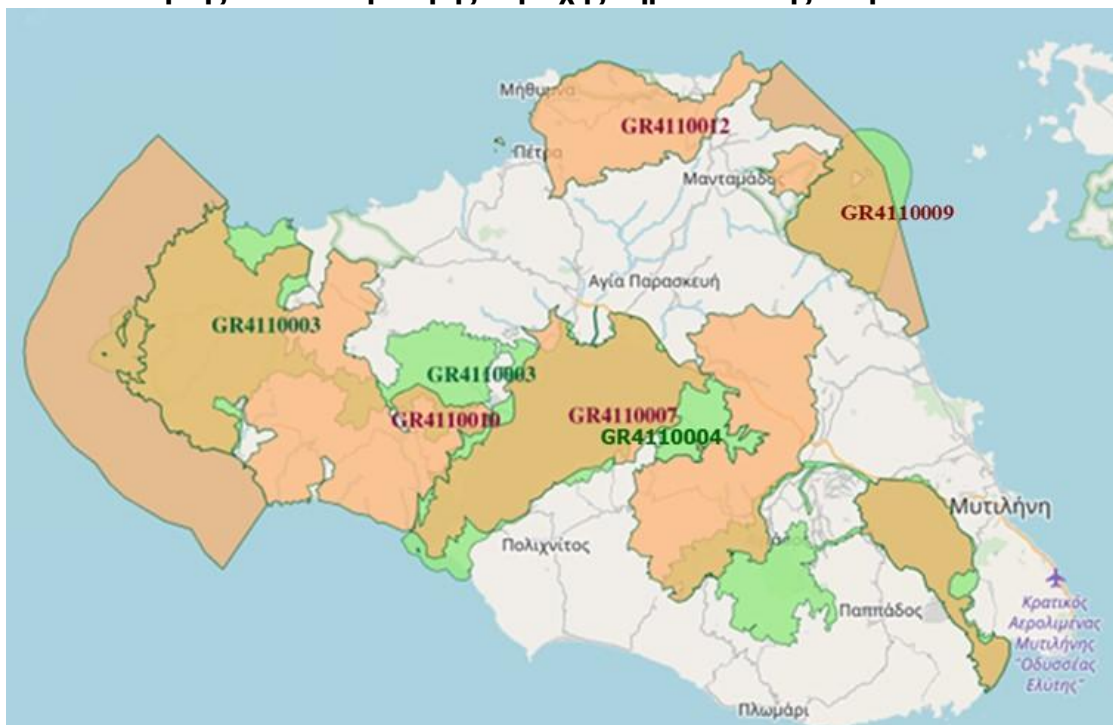 Μήθυμνα
GR4110012
Πέτρα
Μανταμάδος
GR4110009
Αγία Παρασκευή
GR4110003
GR4110003
GR4110010
GR4110007
GR4110004
Μυτιλήνη
Πολιχνίτος
Παππάδος
Κρατικός
Αερολιμένας
Μυτιλήνης
"Οδυσσέας
Ελύτης"
Πλωμάρι